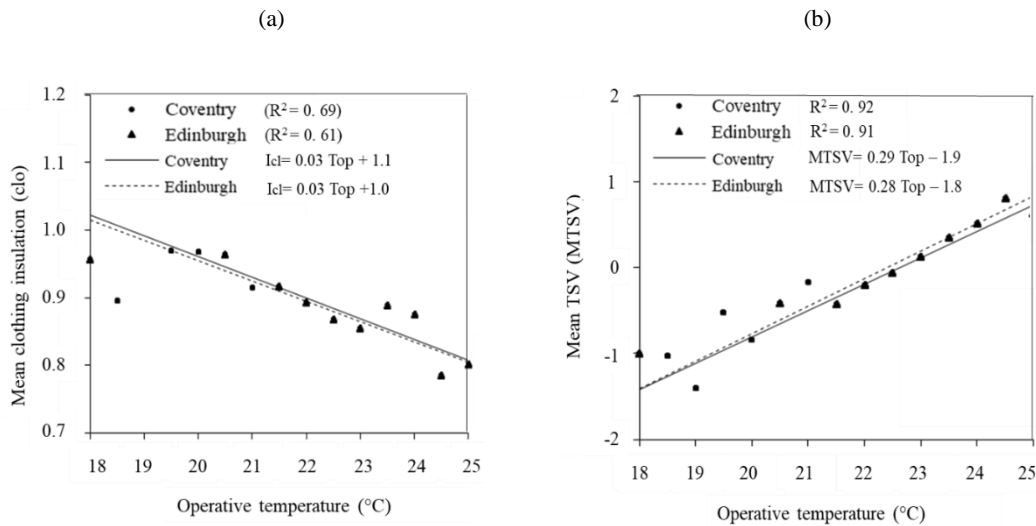 (a)
(b)
1.2
1.1
1.0
0.9
0.8
0.7
Mean clothing insulation (clo)
Coventry (R²= 0. 69)
Edinburgh (R²= 0. 61)
Coventry Icl= 0.03 Top + 1.1
Edinburgh Icl= 0.03 Top +1.0
18 19 20 21 22 23 24 25
Operative temperature (°C)
2
1
0
-1
-2
Mean TSV (MTSV)
Coventry R²= 0. 92
Edinburgh R²= 0. 91
Coventry MTSV= 0.29 Top – 1.9
Edinburgh MTSV= 0.28 Top – 1.8
18 19 20 21 22 23 24 25
Operative temperature (°C)